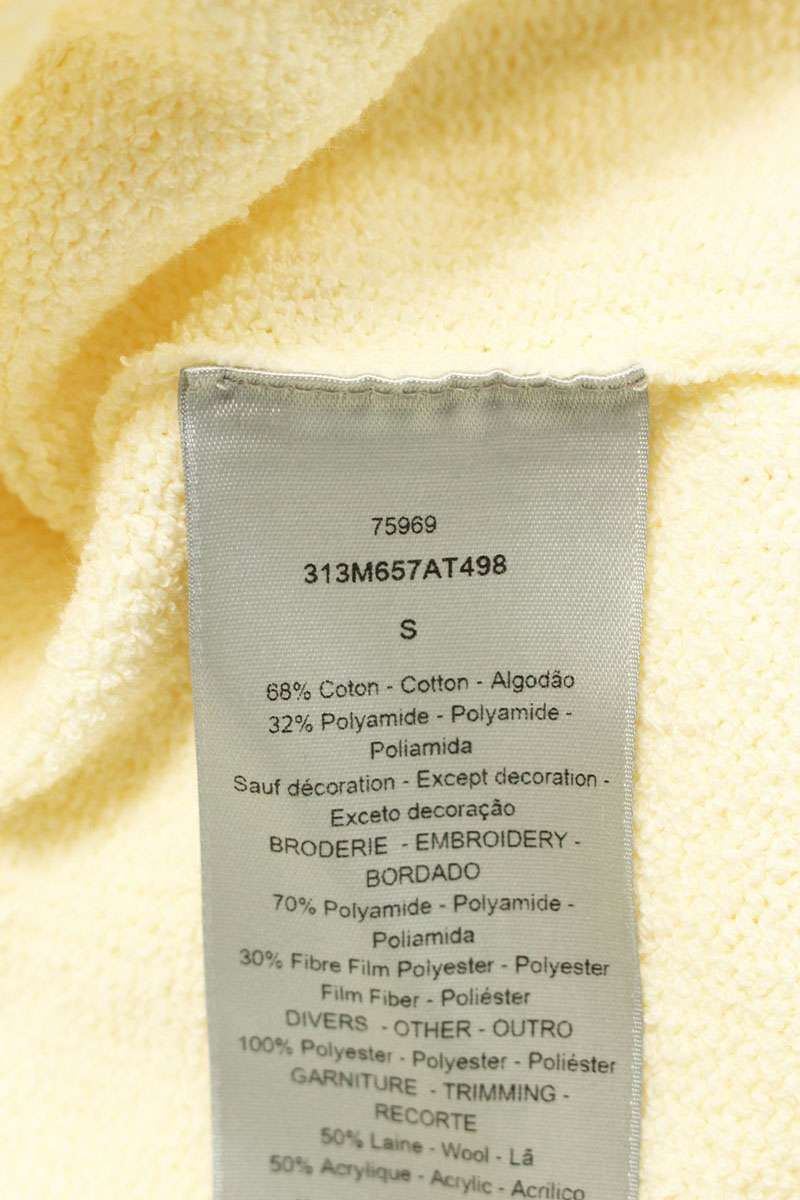 75969
313M657AT498
S
68% Coton - Cotton - Algodão
32% Polyamide - Polyamide -
Poliamida
Sauf décoration - Except decoration -
Exceto decoração
BRODERIE - EMBROIDERY -
BORDADO
70% Polyamide - Polyamide -
Poliamida
30% Fibre Film Polyester - Polyester
Film Fiber - Poliéster
DIVERS - OTHER - OUTRO
100% Polyester - Polyester - Poliéster
GARNITURE - TRIMMING -
RECORTE
50% Laine - Wool - Lã
50% Acrylique - Acrylic - Acrílico